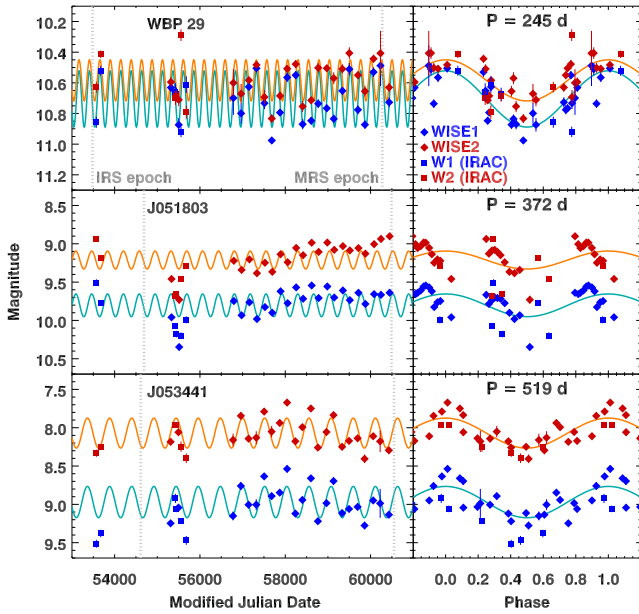 WBP 29
P = 245 d
10.2
10.4
10.6
10.8
11.0
11.2
WISE1
WISE2
W1 (IRAC)
W2 (IRAC)
IRS epoch
MRS epoch
J051803
P = 372 d
8.5
9.0
9.5
10.0
10.5
Magnitude
J053441
P = 519 d
7.5
8.0
8.5
9.0
9.5
54000
56000
58000
60000
0.0
0.2
0.4
0.6
0.8
1.0
Modified Julian Date
Phase